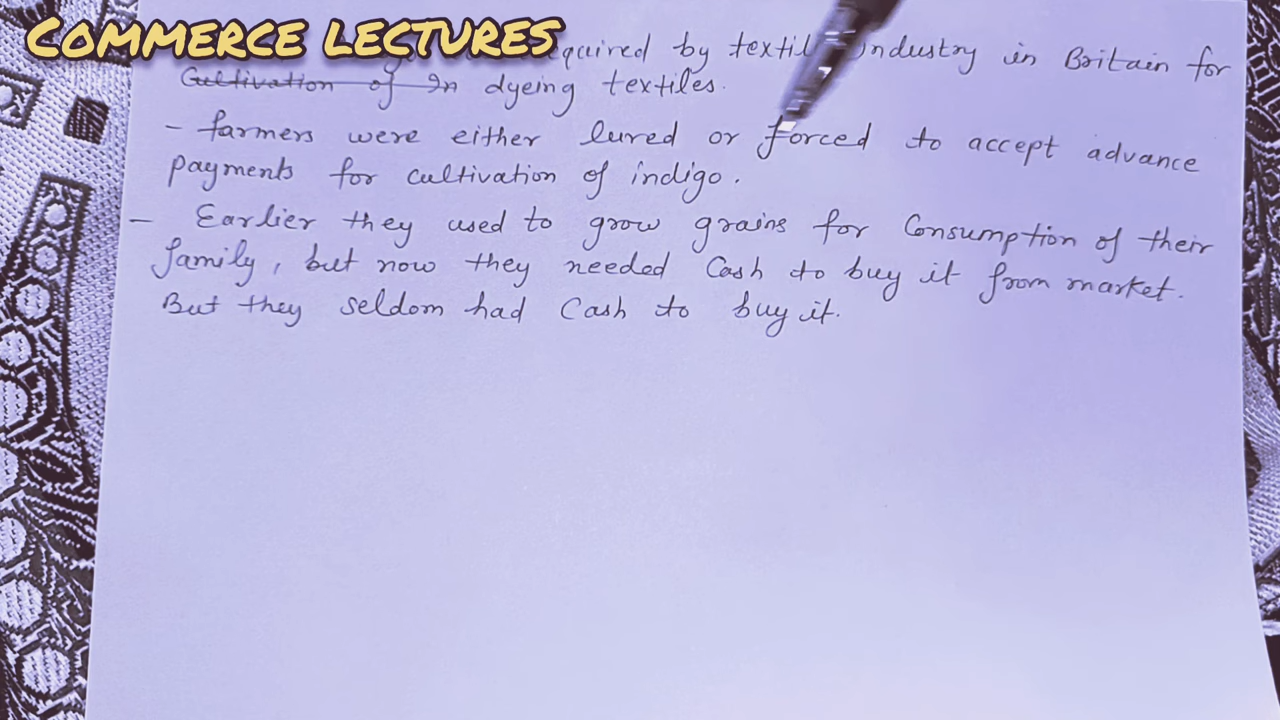 COMMERCE LECTURES
required by textile industry in Britain for
Cultivation of In dyeing textiles.
- farmers were either lured or forced to accept advance
payments for cultivation of indigo.
- Earlier they used to grow grains for Consumption of their
family, but now they needed Cash to buy it from market.
But they seldom had Cash to buy it.